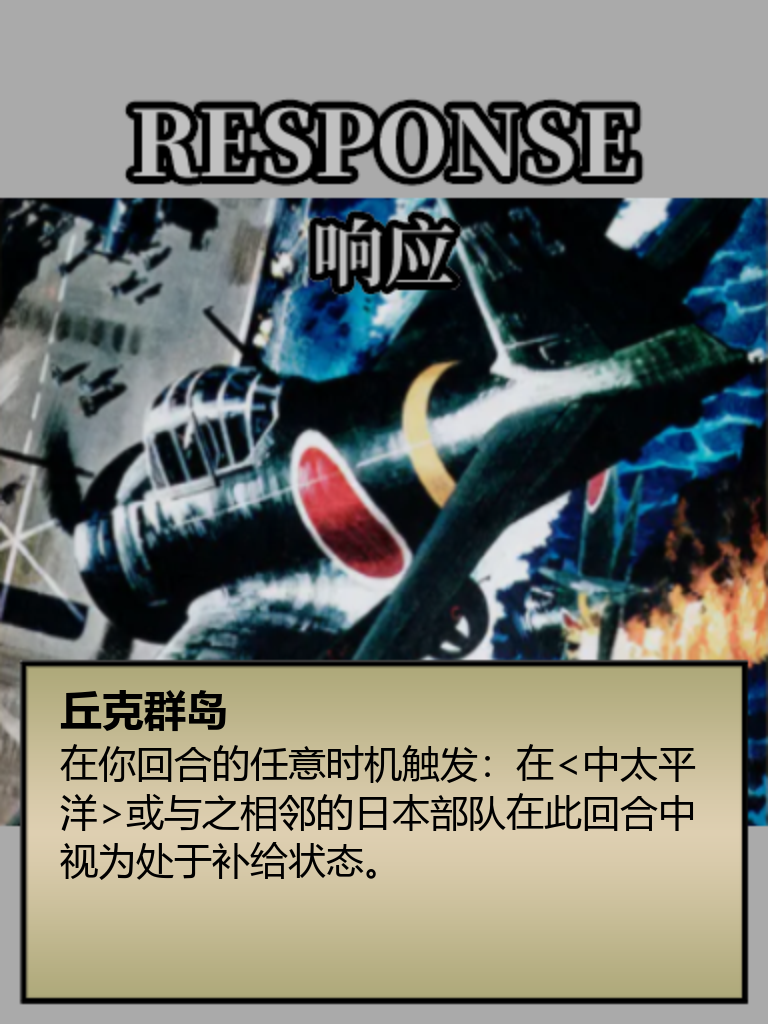 RESPONSE
响应
丘克群岛
在你回合的任意时机触发：在<中太平
洋>或与之相邻的日本部队在此回合中
视为处于补给状态。